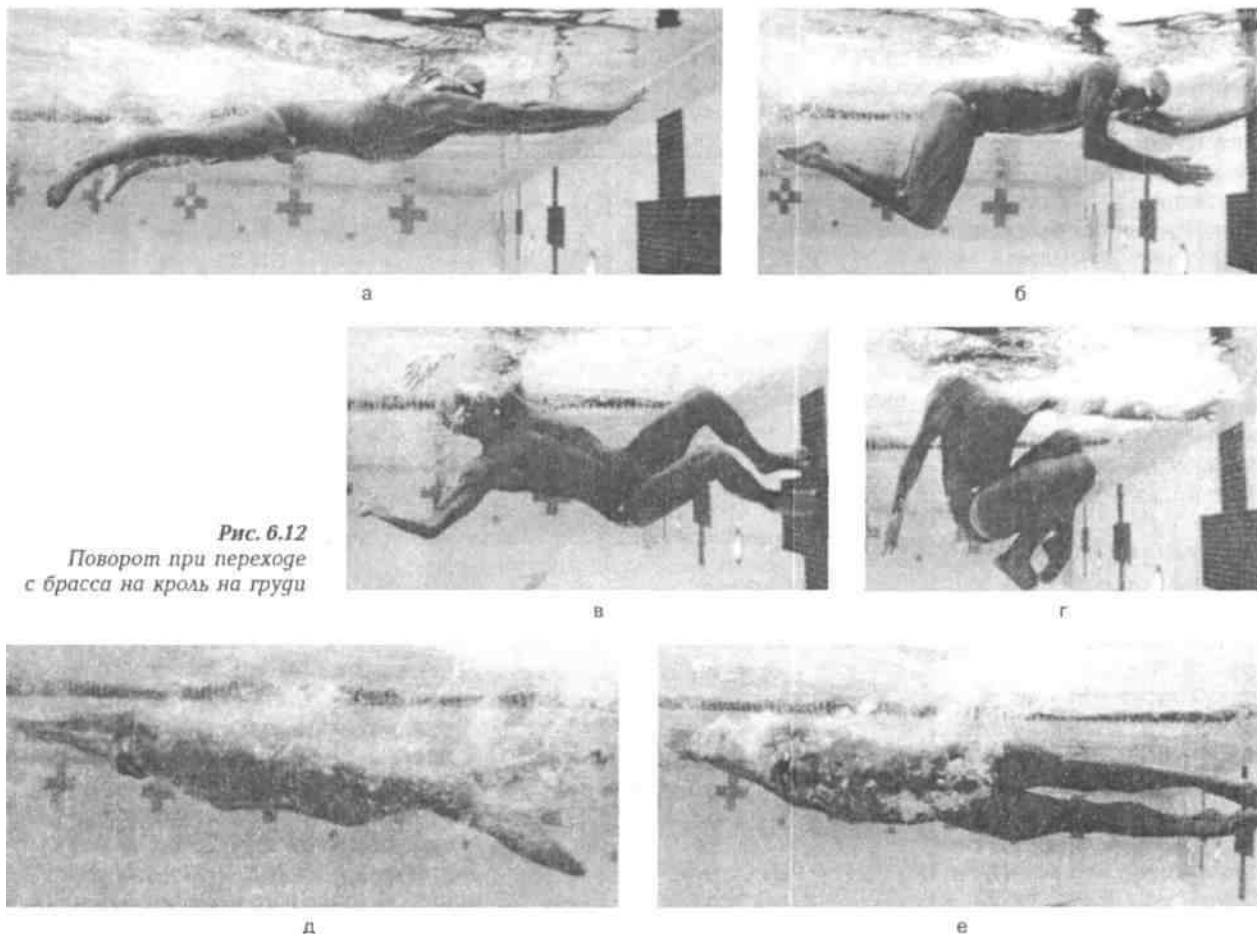 а
б
Рис. 6.12
Поворот при переходе
с брасса на кроль на груди
в
г
д
е